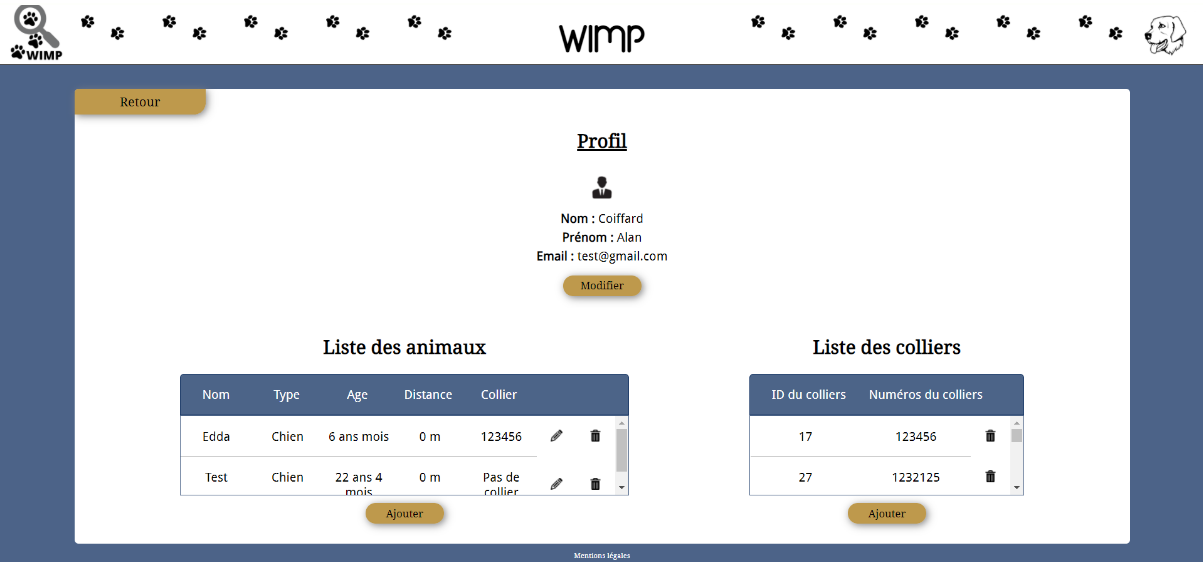 WIMP
WIMP
Retour
Profil
Nom : Coiffard
Prénom : Alan
Email : test@gmail.com
Modifier
Liste des animaux
Nom Type Age Distance Collier
Edda Chien 6 ans mois 0 m 123456
Test Chien 22 ans 4 mois 0 m Pas de collier
Ajouter
Liste des colliers
ID du colliers Numéros du colliers
17 123456
27 1232125
Ajouter
Mentions légales